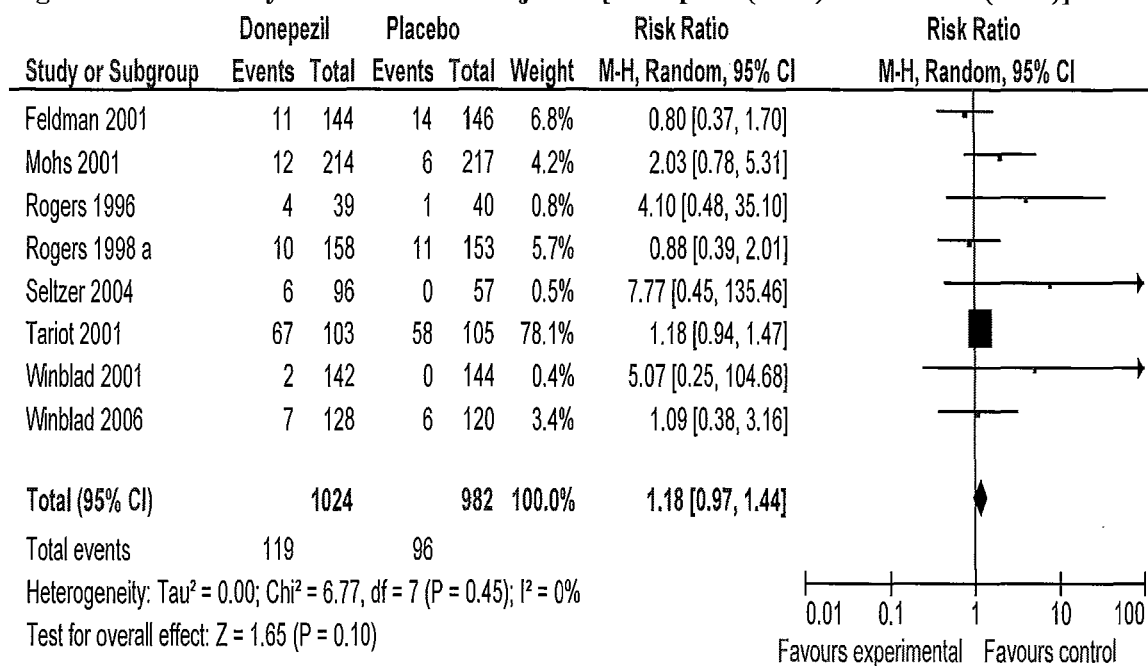 Donepezil Placebo Risk Ratio Risk Ratio
Study or Subgroup Events Total Events Total Weight M-H, Random, 95% CI M-H, Random, 95% CI
Feldman 2001 11 144 14 146 6.8% 0.80 [0.37, 1.70]
Mohs 2001 12 214 6 217 4.2% 2.03 [0.78, 5.31]
Rogers 1996 4 39 1 40 0.8% 4.10 [0.48, 35.10]
Rogers 1998 a 10 158 11 153 5.7% 0.88 [0.39, 2.01]
Seltzer 2004 6 96 0 57 0.5% 7.77 [0.45, 135.46]
Tariot 2001 67 103 58 105 78.1% 1.18 [0.94, 1.47]
Winblad 2001 2 142 0 144 0.4% 5.07 [0.25, 104.68]
Winblad 2006 7 128 6 120 3.4% 1.09 [0.38, 3.16]
Total (95% CI) 1024 982 100.0% 1.18 [0.97, 1.44]
Total events 119 96
Heterogeneity: Tau² = 0.00; Chi² = 6.77, df = 7 (P = 0.45); I² = 0%
Test for overall effect: Z = 1.65 (P = 0.10)
0.01 0.1 1 10 100
Favours experimental Favours control